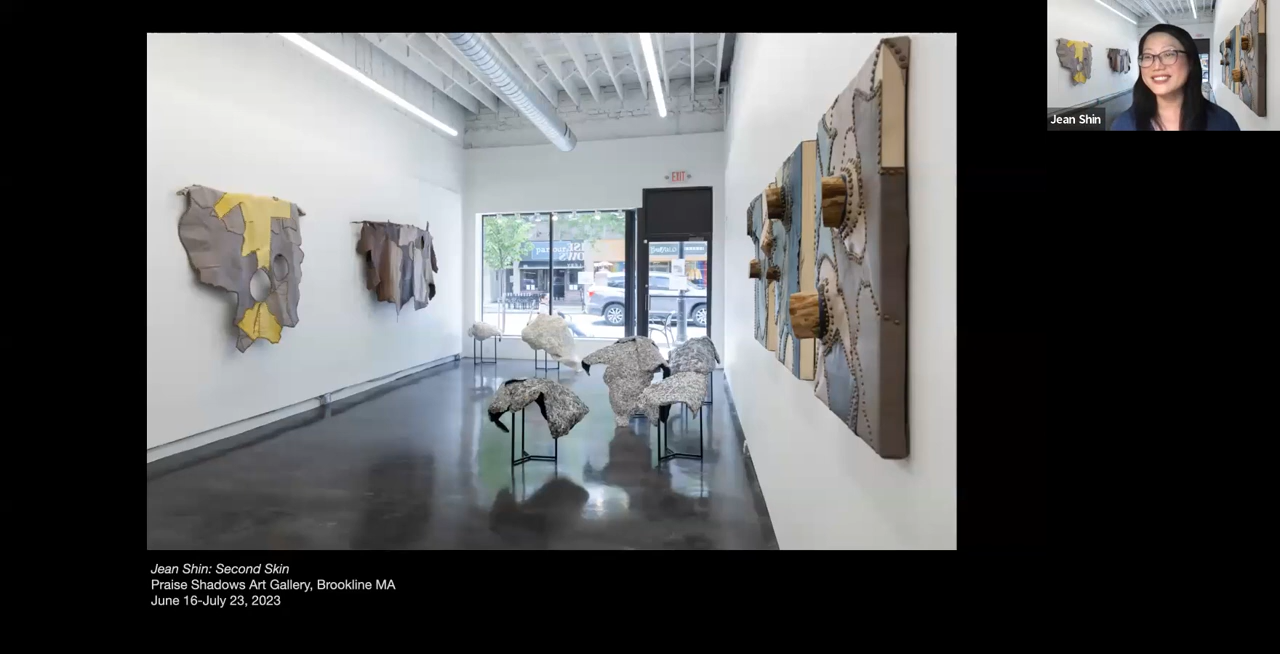 EXIT
Jean Shin
Jean Shin: Second Skin
Praise Shadows Art Gallery, Brookline MA
June 16-July 23, 2023